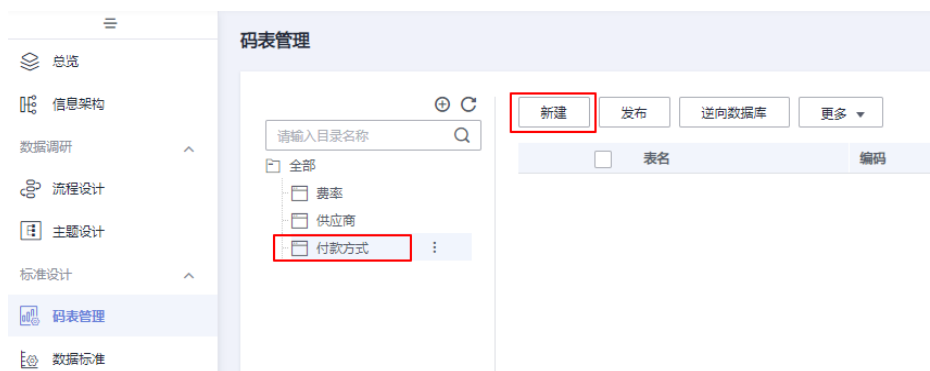 总览
信息架构
数据调研
流程设计
主题设计
标准设计
码表管理
数据标准
码表管理
请输入目录名称
全部
费率
供应商
付款方式
新建 发布 逆向数据库 更多
表名 编码